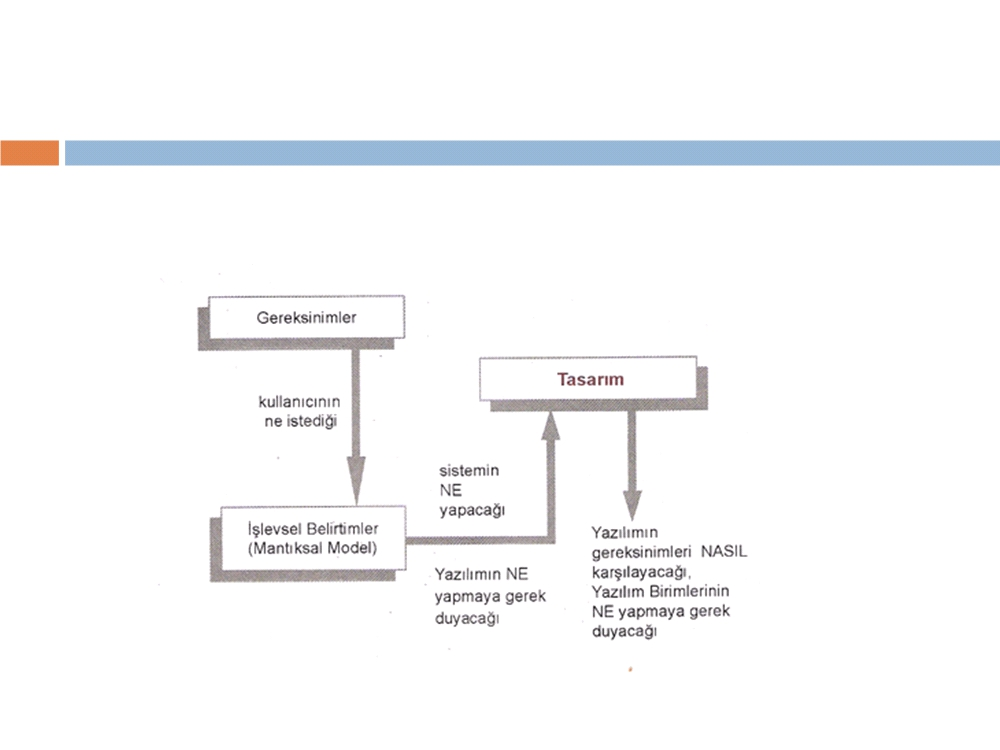 Gereksinimler
kullanıcının
ne istediği
İşlevsel Belirtimler
(Mantıksal Model)
sistemin
NE
yapacağı
Yazılımın NE
yapmaya gerek
duyacağı
Tasarım
Yazılımın
gereksinimleri NASIL
karşılayacağı,
Yazılım Birimlerinin
NE yapmaya gerek
duyacağı